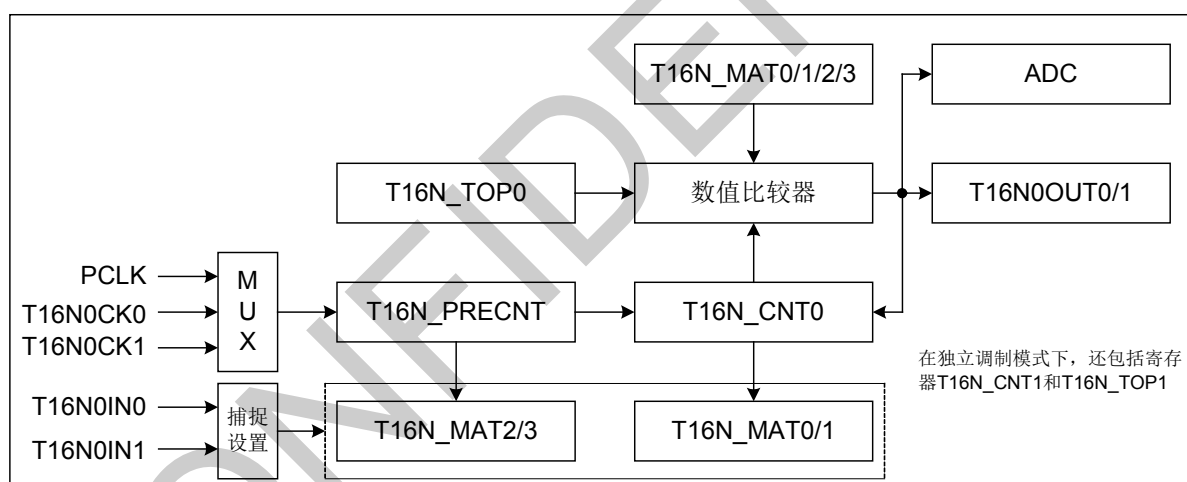 T16N_MAT0/1/2/3
ADC
T16N_TOP0
数值比较器
T16N0OUT0/1
PCLK
T16N0CK0
T16N0CK1
M
U
X
T16N_PRECNT
T16N_CNT0
在独立调制模式下，还包括寄存
器T16N_CNT1和T16N_TOP1
T16N0IN0
T16N0IN1
捕捉
设置
T16N_MAT2/3
T16N_MAT0/1